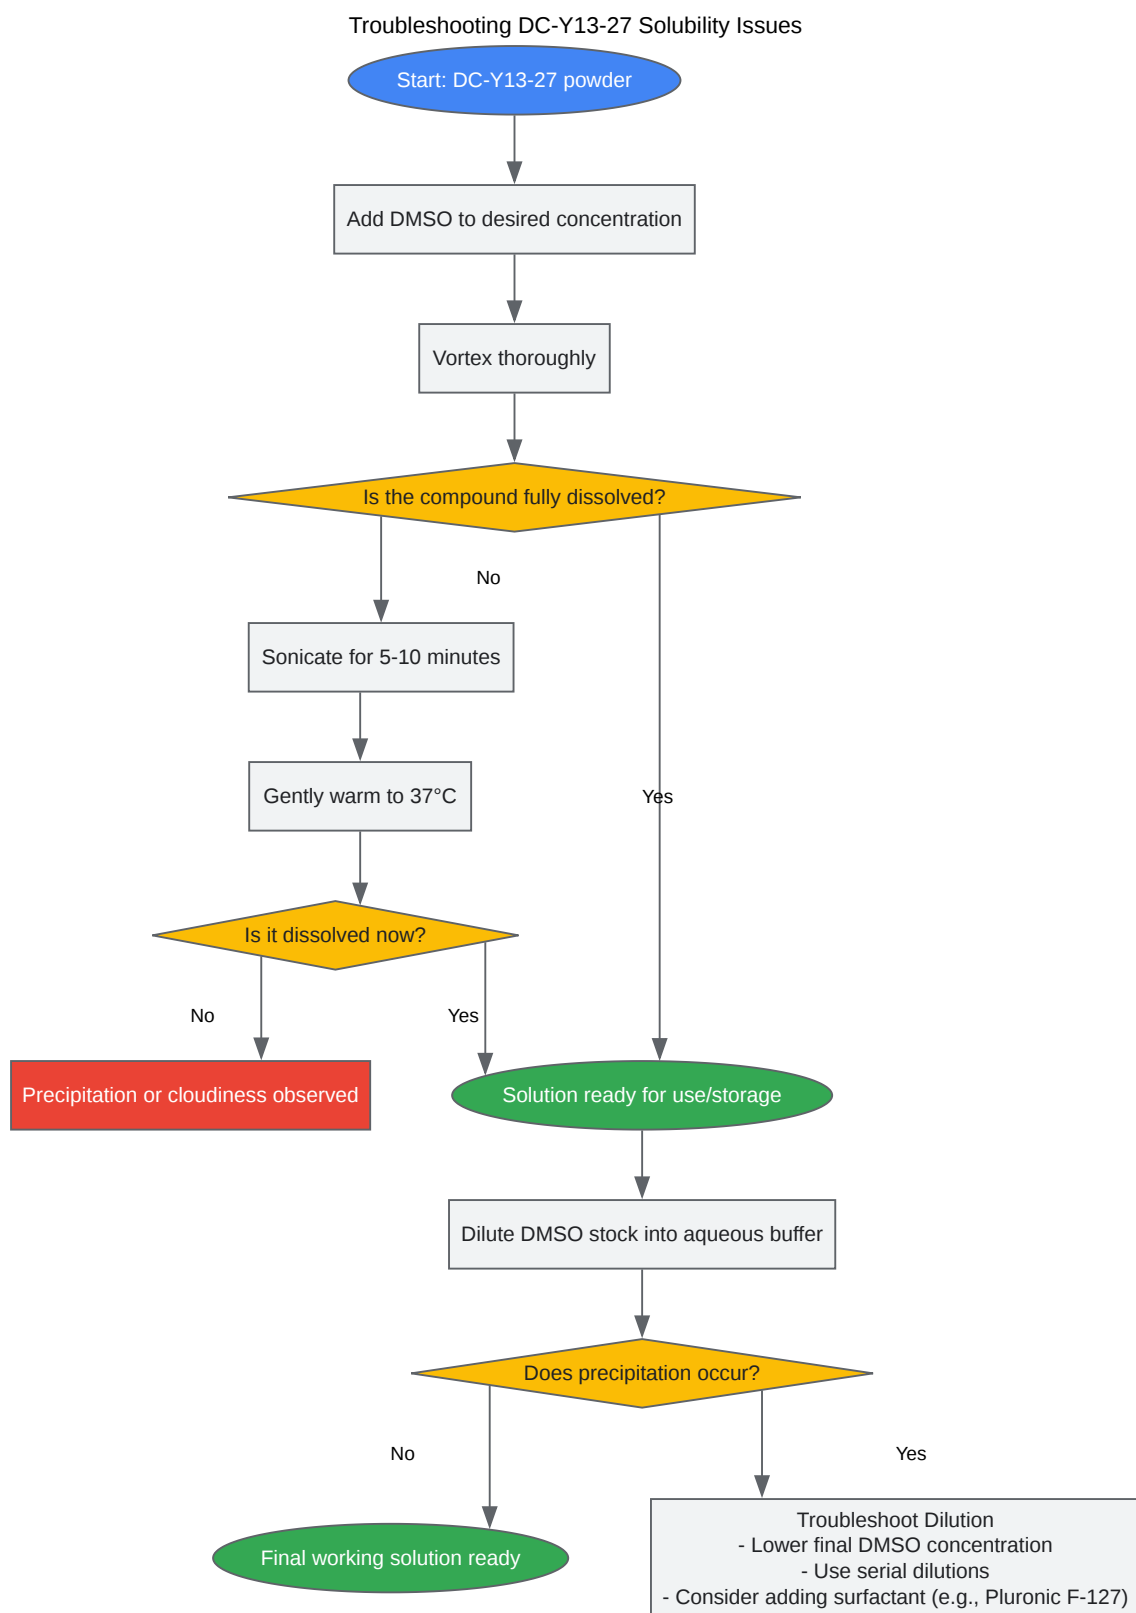 Troubleshooting DC-Y13-27 Solubility Issues
Start: DC-Y13-27 powder
Add DMSO to desired concentration
Vortex thoroughly
Is the compound fully dissolved?
No
Sonicate for 5-10 minutes
Gently warm to 37°C
Yes
Is it dissolved now?
No
Yes
Precipitation or cloudiness observed
Solution ready for use/storage
Dilute DMSO stock into aqueous buffer
Does precipitation occur?
No
Yes
Final working solution ready
Troubleshoot Dilution
- Lower final DMSO concentration
- Use serial dilutions
- Consider adding surfactant (e.g., Pluronic F-127)